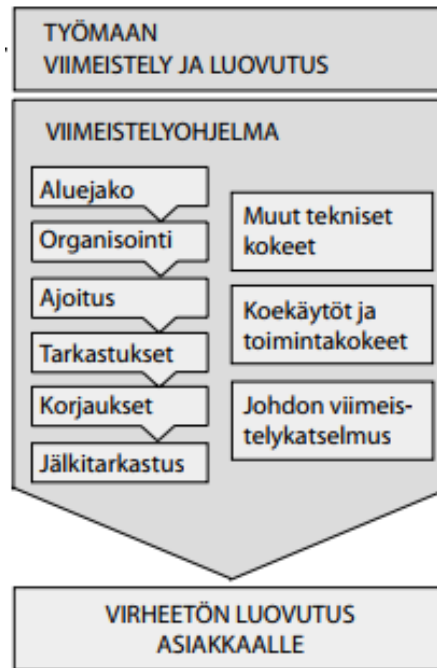 TYÖMAAN
VIIMEISTELY JA LUOVUTUS
VIIMEISTELYOHJELMA
Aluejako
Organisointi
Ajoitus
Tarkastukset
Korjaukset
Jälkitarkastus
Muut tekniset
kokeet
Koekäytöt ja
toimintakokeet
Johdon viimeis-
telykatselmus
VIRHEETÖN LUOVUTUS
ASIAKKAALLE